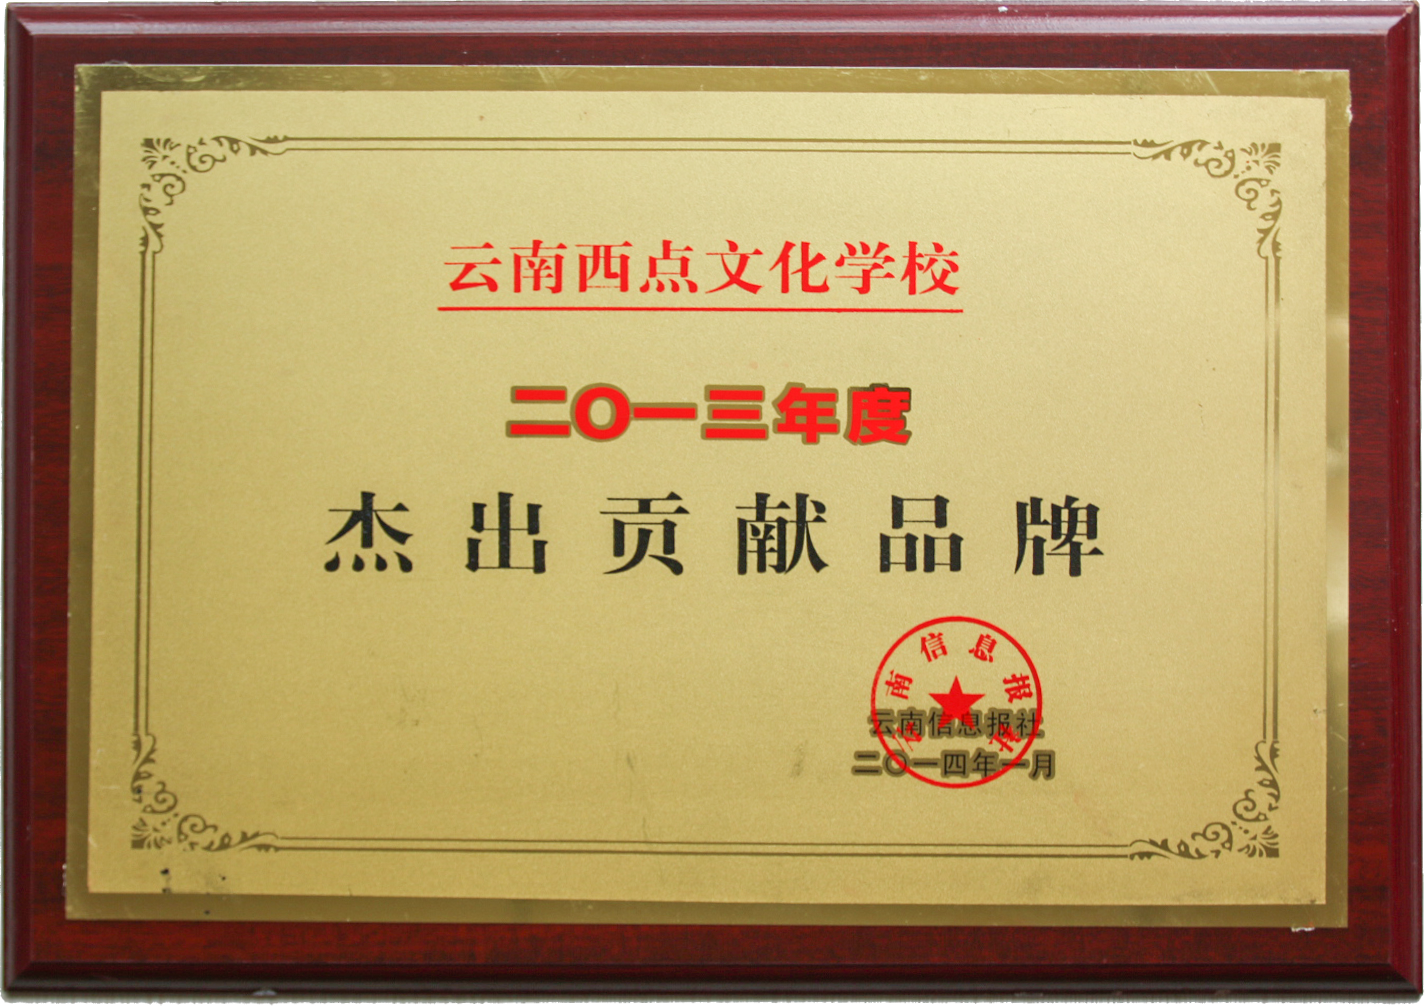 云南西点文化学校
二〇一三年度
杰出贡献品牌
云南信息报社
云南信息报社
二〇一四年一月